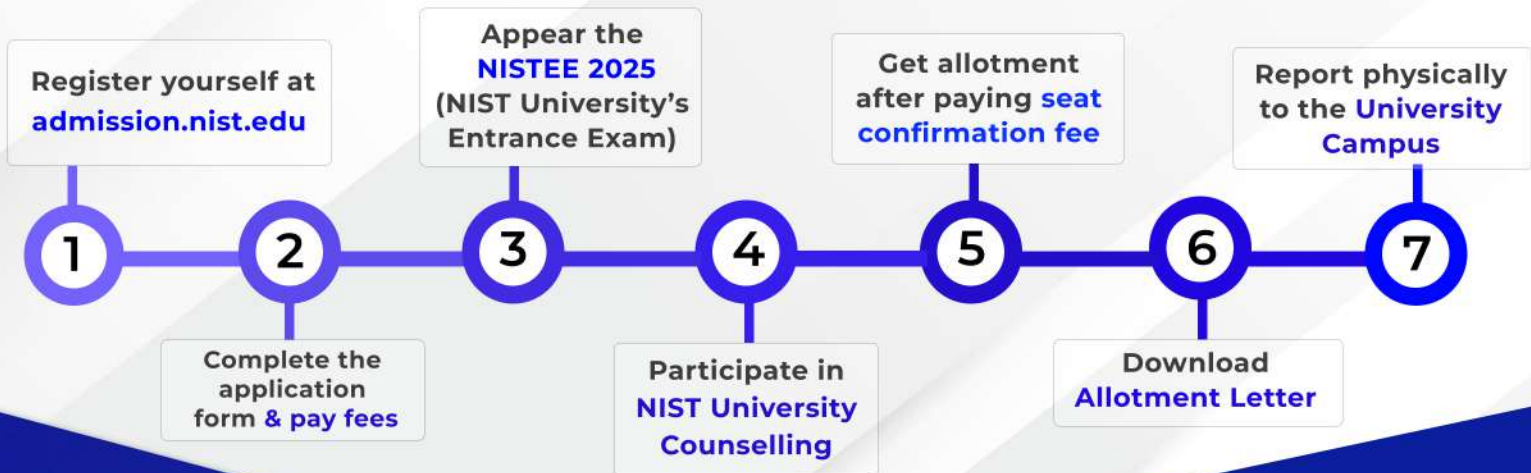 Register yourself at
admission.nist.edu
1
Complete the
application
form & pay fees
2
Appear the
NISTEE 2025
(NIST University’s
Entrance Exam)
3
Participate in
NIST University
Counselling
4
Get allotment
after paying seat
confirmation fee
5
Download
Allotment Letter
6
Report physically
to the University
Campus
7